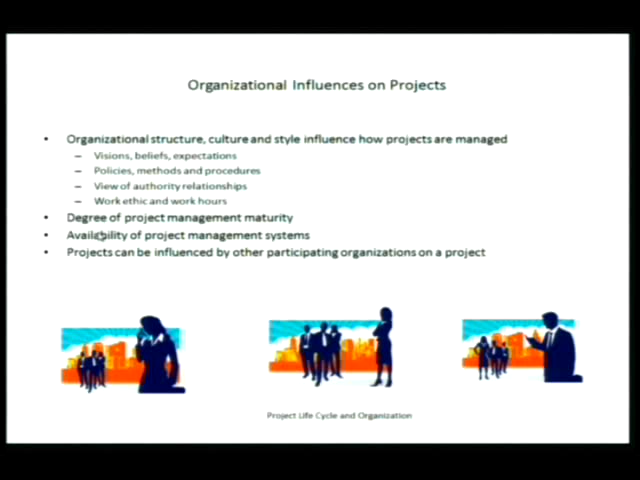 Organizational Influences on Projects
• Organizational structure, culture and style influence how projects are managed
– Visions, beliefs, expectations
– Policies, methods and procedures
– View of authority relationships
– Work ethic and work hours
• Degree of project management maturity
• Availability of project management systems
• Projects can be influenced by other participating organizations on a project
Project Life Cycle and Organization